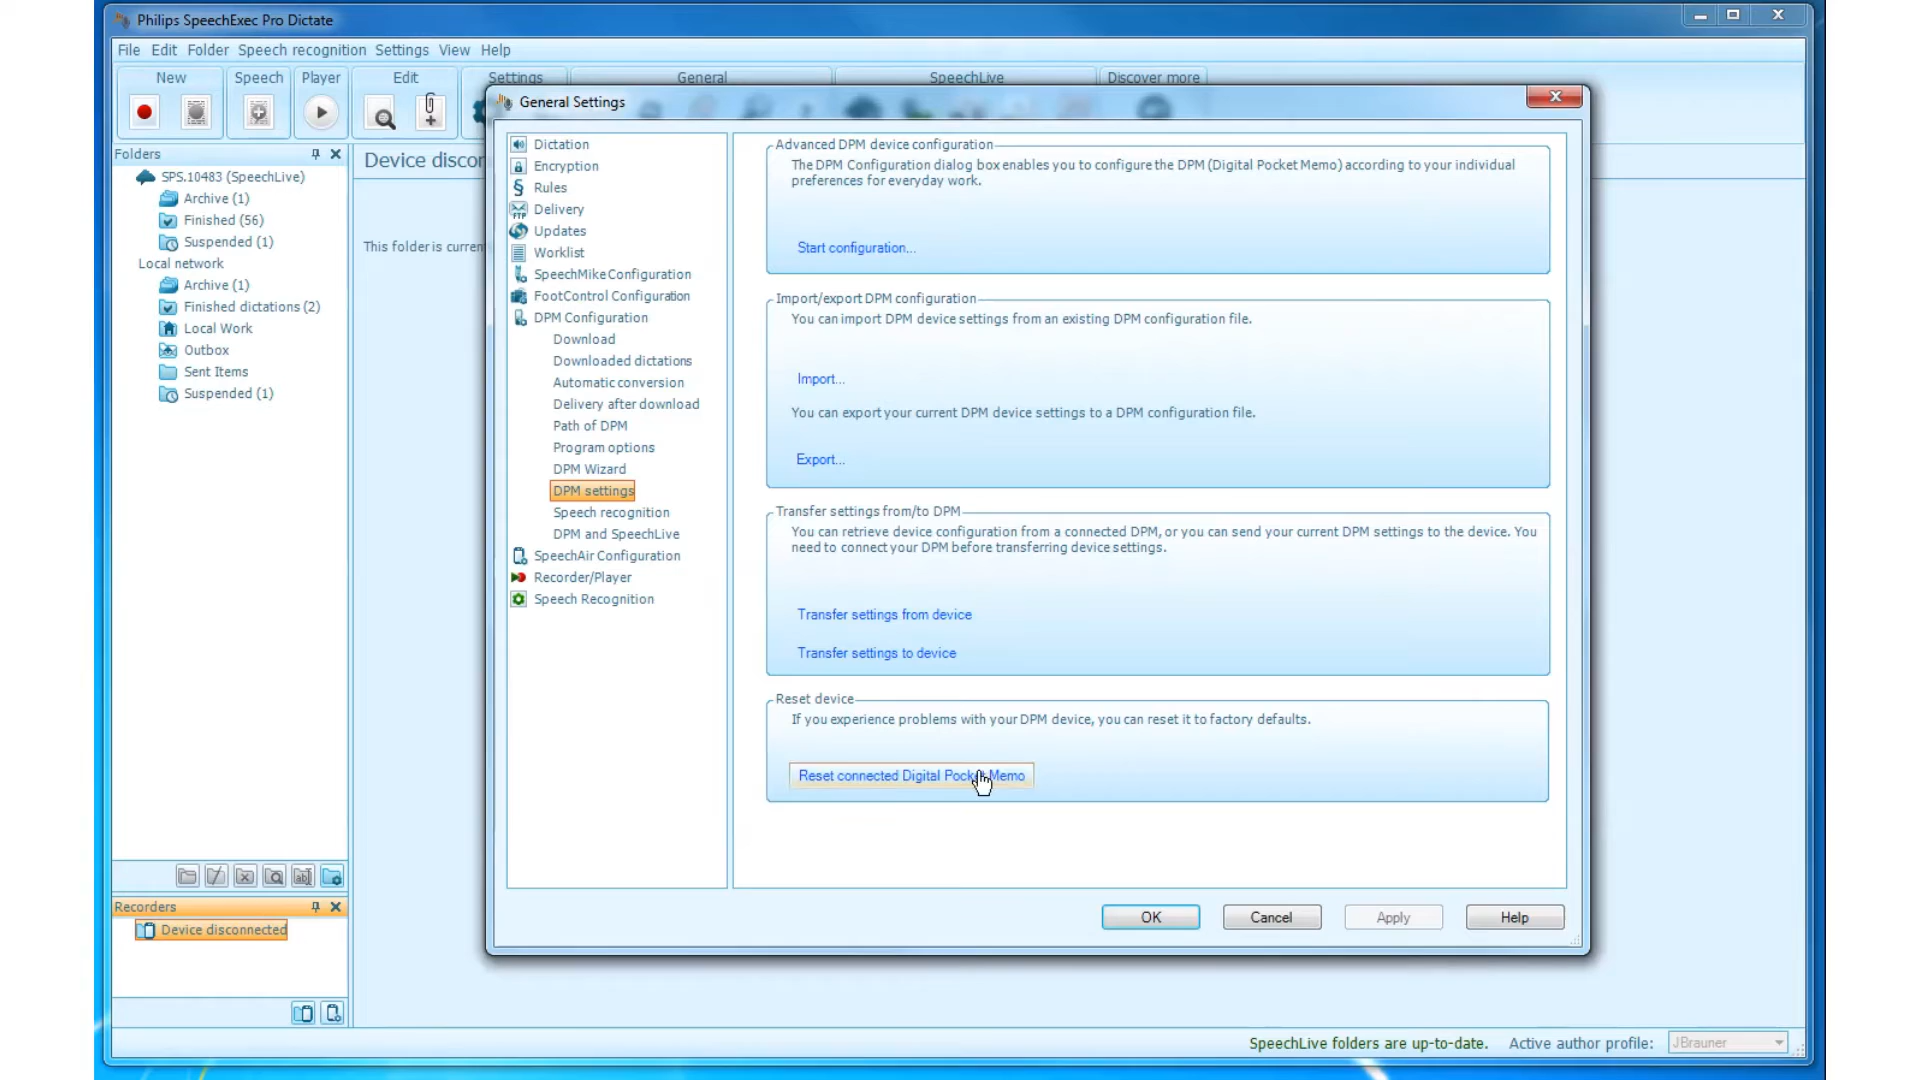 Philips SpeechExec Pro Dictate
File Edit Folder Speech recognition Settings View Help
New Speech Player Edit Settings General SpeechLive Discover more
Folders
SPS.10483 (SpeechLive)
Archive (1)
Finished (56)
Suspended (1)
Local network
Archive (1)
Finished dictations (2)
Local Work
Outbox
Sent Items
Suspended (1)
Recorders
Device disconnected
Device discon
This folder is curren
General Settings
Dictation
Encryption
Rules
Delivery
Updates
Worklist
SpeechMike Configuration
FootControl Configuration
DPM Configuration
Download
Downloaded dictations
Automatic conversion
Delivery after download
Path of DPM
Program options
DPM Wizard
DPM settings
Speech recognition
DPM and SpeechLive
SpeechAir Configuration
Recorder/Player
Speech Recognition
Advanced DPM device configuration
The DPM Configuration dialog box enables you to configure the DPM (Digital Pocket Memo) according to your individual
preferences for everyday work.
Start configuration...
Import/export DPM configuration
You can import DPM device settings from an existing DPM configuration file.
Import...
You can export your current DPM device settings to a DPM configuration file.
Export...
Transfer settings from/to DPM
You can retrieve device configuration from a connected DPM, or you can send your current DPM settings to the device. You
need to connect your DPM before transferring device settings.
Transfer settings from device
Transfer settings to device
Reset device
If you experience problems with your DPM device, you can reset it to factory defaults.
Reset connected Digital Pocket Memo
OK Cancel Apply Help
SpeechLive folders are up-to-date. Active author profile: JBrauner